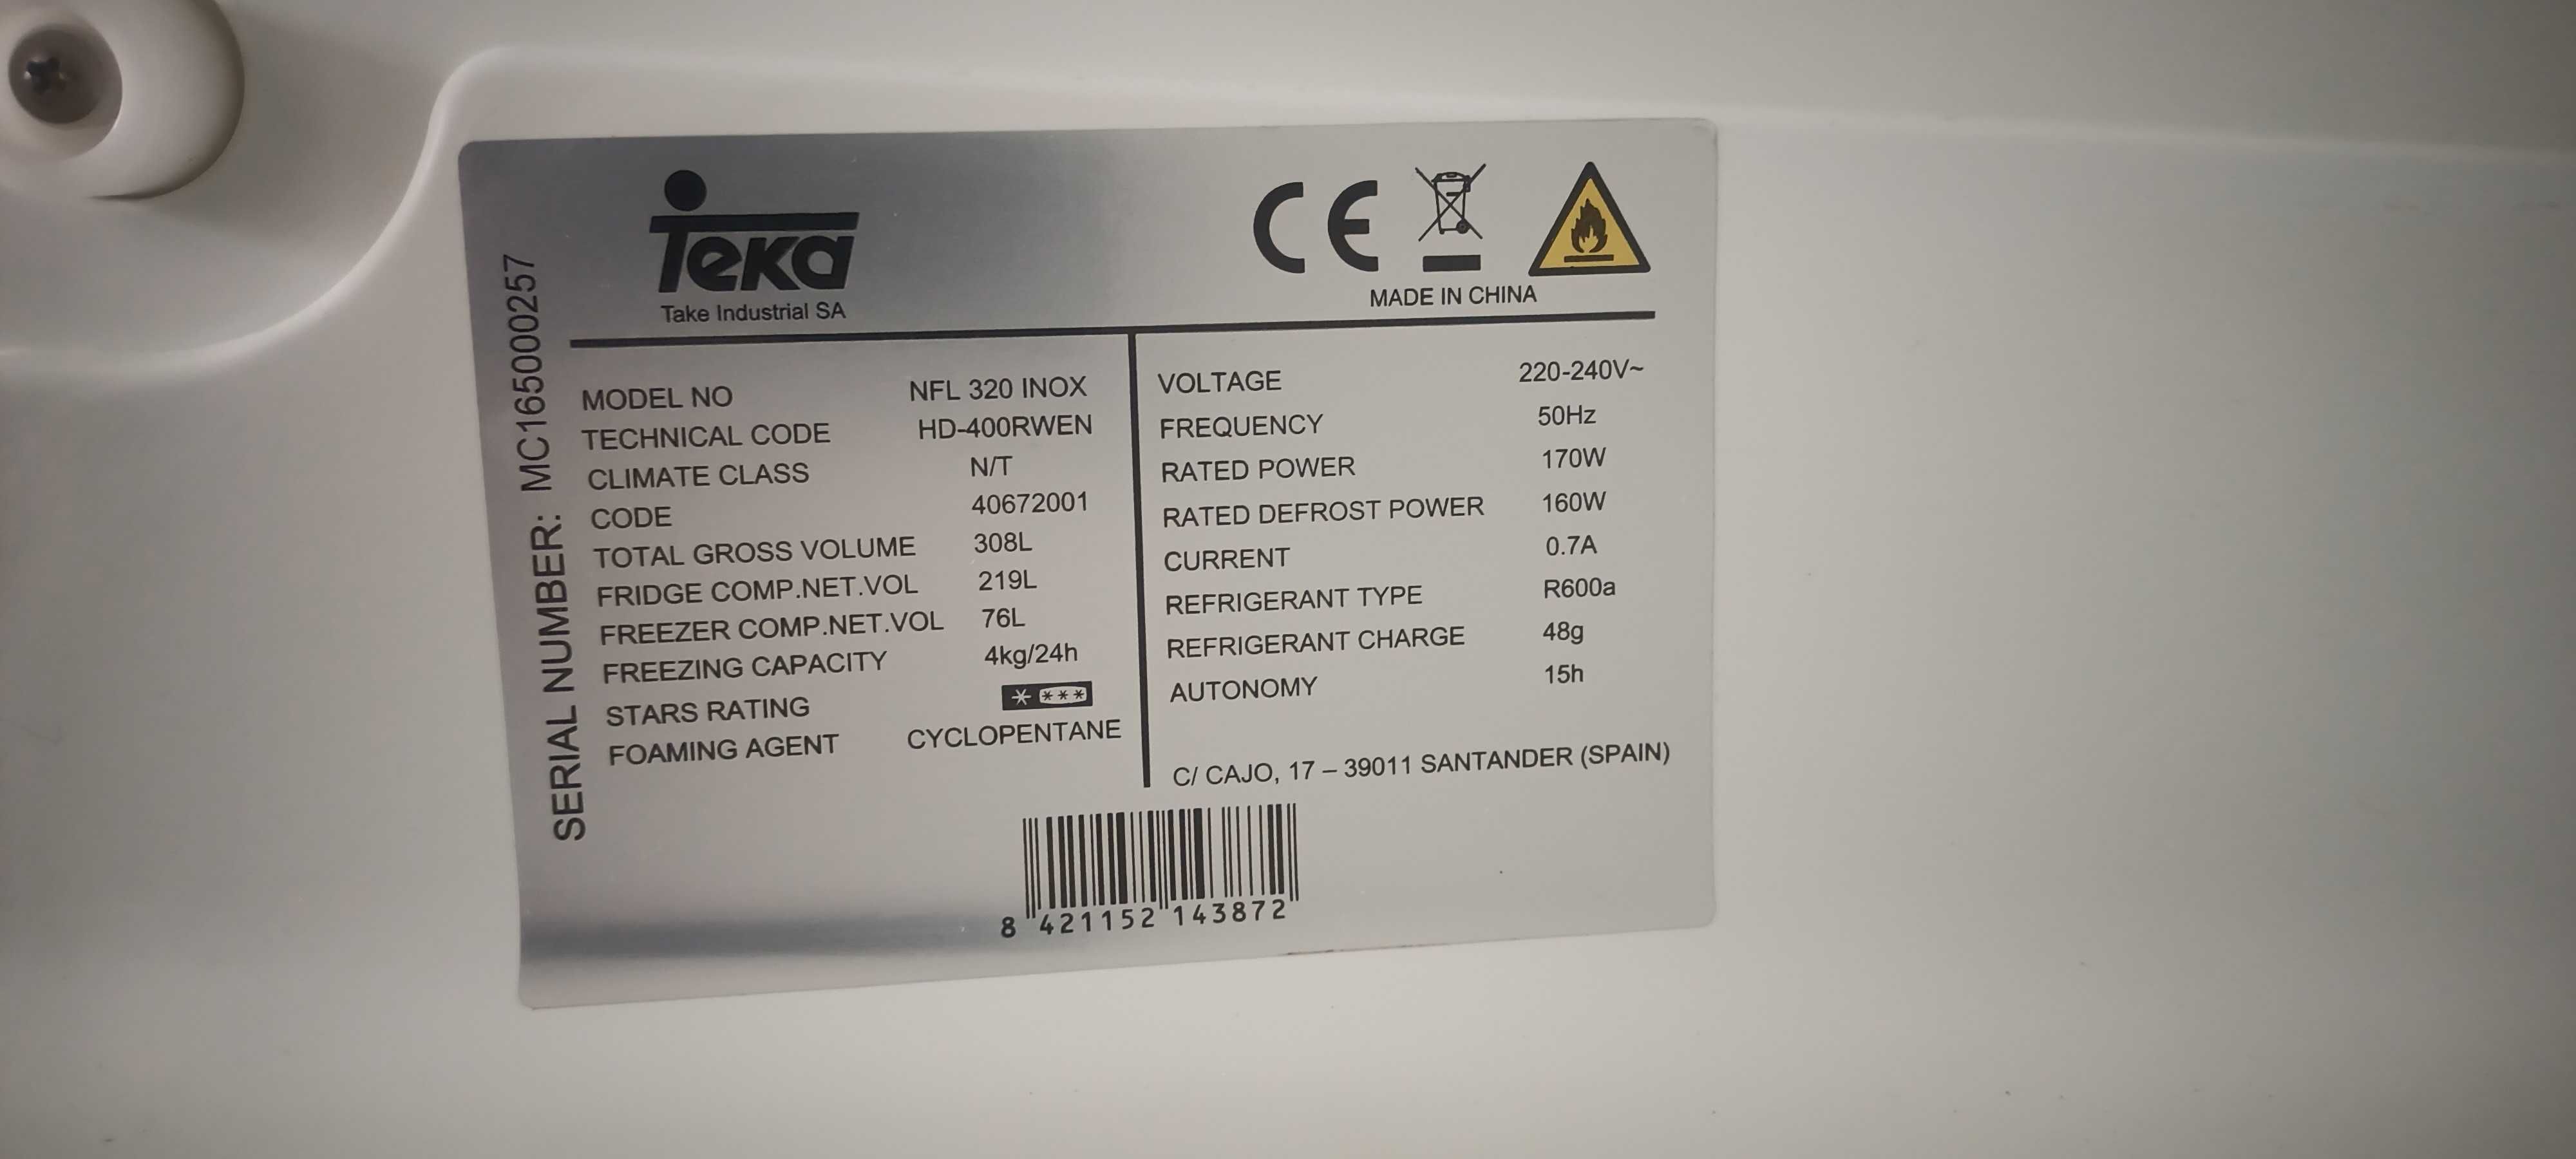 Teka
Take Industrial SA
CE
MADE IN CHINA
SERIAL NUMBER: MC165000257
MODEL NO NFL 320 INOX
TECHNICAL CODE HD-400RWEN
CLIMATE CLASS N/T
CODE 40672001
TOTAL GROSS VOLUME 308L
FRIDGE COMP.NET.VOL 219L
FREEZER COMP.NET.VOL 76L
FREEZING CAPACITY 4kg/24h
STARS RATING * ***
FOAMING AGENT CYCLOPENTANE
VOLTAGE 220-240V~
FREQUENCY 50Hz
RATED POWER 170W
RATED DEFROST POWER 160W
CURRENT 0.7A
REFRIGERANT TYPE R600a
REFRIGERANT CHARGE 48g
AUTONOMY 15h
C/ CAJO, 17 – 39011 SANTANDER (SPAIN)
8 421152 143872